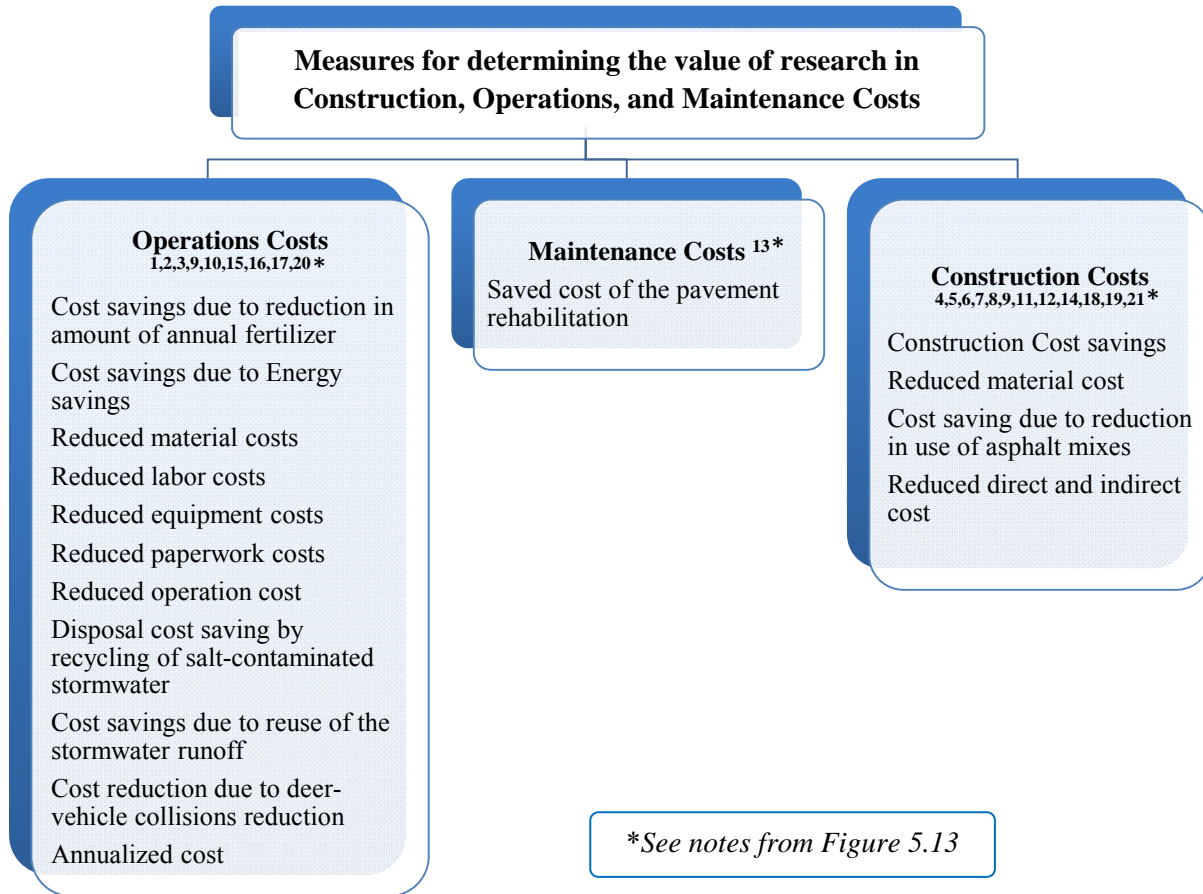 Measures for determining the value of research in
Construction, Operations, and Maintenance Costs
Operations Costs
1,2,3,9,10,15,16,17,20*
Cost savings due to reduction in
amount of annual fertilizer
Cost savings due to Energy
savings
Reduced material costs
Reduced labor costs
Reduced equipment costs
Reduced paperwork costs
Reduced operation cost
Disposal cost saving by
recycling of salt-contaminated
stormwater
Cost savings due to reuse of the
stormwater runoff
Cost reduction due to deer-
vehicle collisions reduction
Annualized cost
Maintenance Costs 13*
Saved cost of the pavement
rehabilitation
Construction Costs
4,5,6,7,8,9,11,12,14,18,19,21*
Construction Cost savings
Reduced material cost
Cost saving due to reduction
in use of asphalt mixes
Reduced direct and indirect
cost
*See notes from Figure 5.13